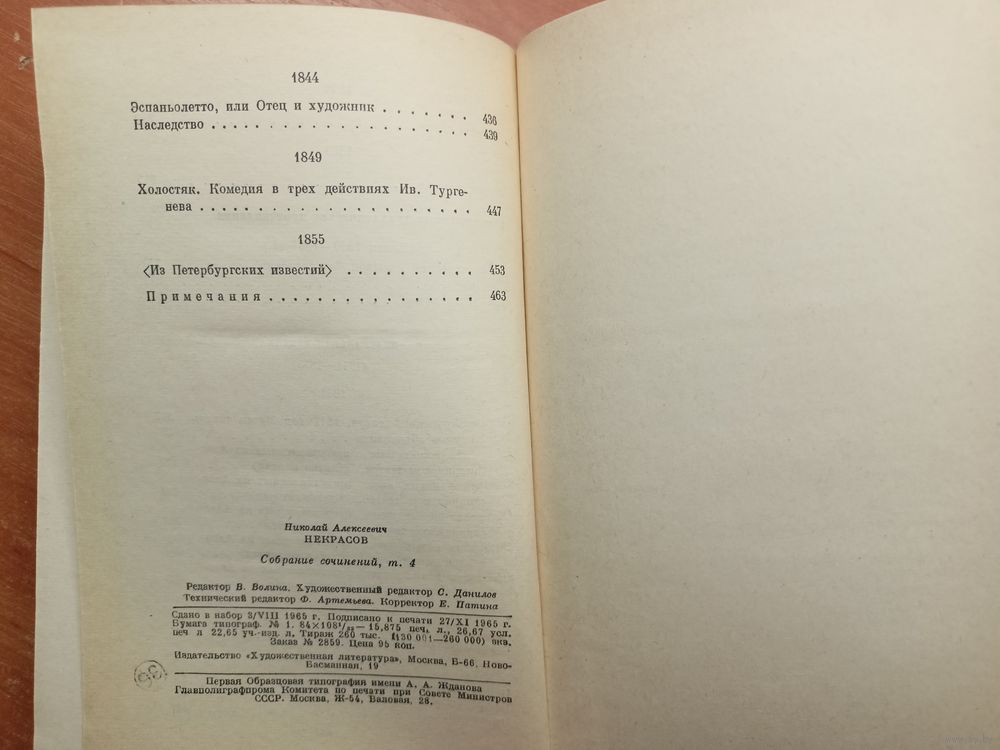 1844
Эспаньолетто, или Отец и художник . . . . . . 436
Наследство . . . . . . . . . . . . . . . . . . . 439
1849
Холостяк. Комедия в трех действиях Ив. Турге-
нева . . . . . . . . . . . . . . . . . . . . 447
1855
〈Из Петербургских известий〉 . . . . . . . . . . 453
Примечания . . . . . . . . . . . . . . . . 463
Николай Алексеевич
НЕКРАСОВ
Собрание сочинений, т. 4
Редактор В. Волина. Художественный редактор С. Данилов
Технический редактор Ф. Артемьева. Корректор Е. Патина
Сдано в набор 3/VIII 1965 г. Подписано к печати 27/XI 1965 г.
Бумага типограф. № 1. 84×108¹/₃₂—15,875 печ. л., 26,67 усл.
печ л 22,65 уч.-изд. л. Тираж 260 тыс. (130 001—260 000) экз.
Заказ № 2859. Цена 95 коп.
Издательство «Художественная литература», Москва, Б-66, Ново-
Басманная, 19
Первая Образцовая типография имени А. А. Жданова
Главполиграфпрома Комитета по печати при Совете Министров
СССР. Москва, Ж-54, Валовая, 28.